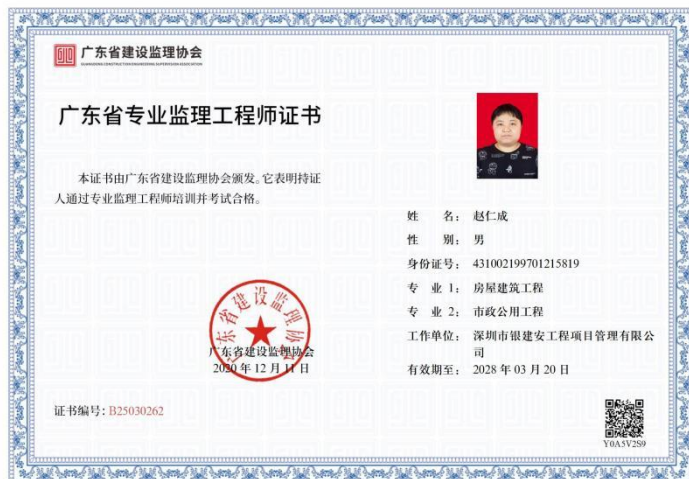 广东省建设监理协会
GUANGDONG CONSTRUCTION ENGINEERING SUPERVISION ASSOCIATION
广东省专业监理工程师证书
本证书由广东省建设监理协会颁发。它表明持证
人通过专业监理工程师培训并考试合格。
姓 名： 赵仁成
性 别： 男
身份证号： 431002199701215819
专 业 1： 房屋建筑工程
专 业 2： 市政公用工程
工作单位： 深圳市银建安工程项目管理有限公
司
有效期至： 2028 年 03 月 20 日
广东省建设监理协会
广东省建设监理协会
2020 年 12 月 11 日
证书编号: B25030262
Y0A5V2S9